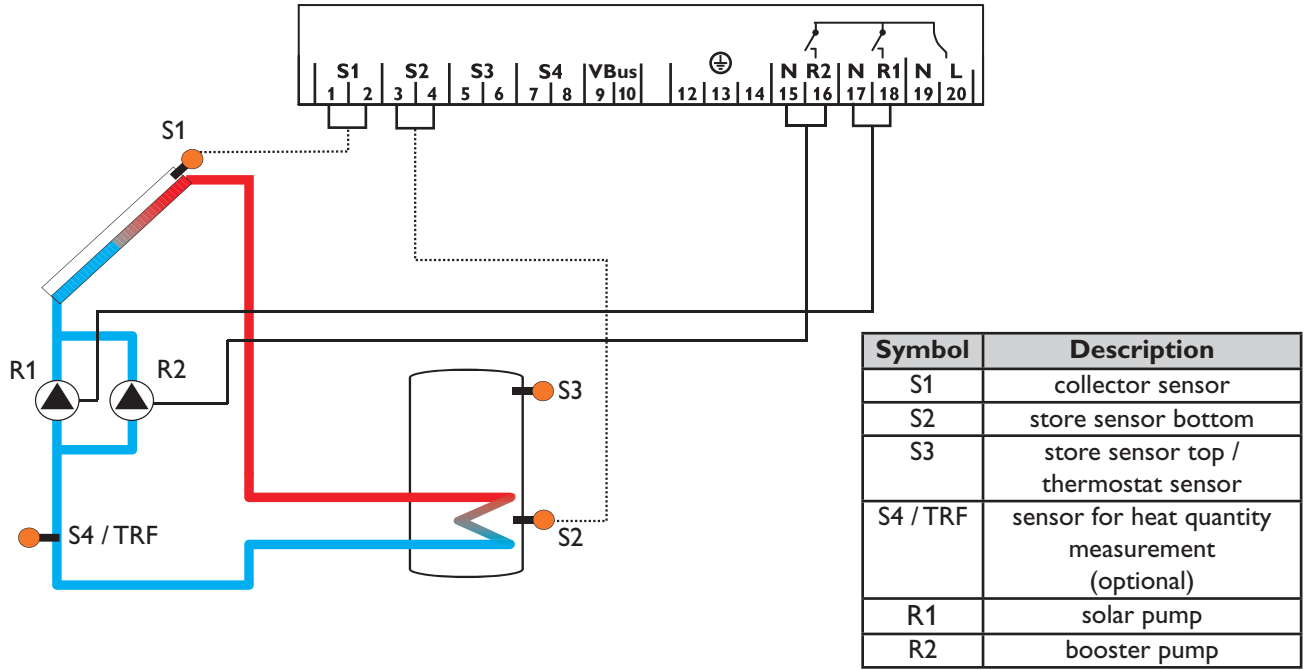 S1 S2 S3 S4 VBus N R2 N R1 N L
1 2 3 4 5 6 7 8 9 10 12 13 14 15 16 17 18 19 20
S1
R1
R2
S3
S4 / TRF
S2
Symbol Description
S1 collector sensor
S2 store sensor bottom
S3 store sensor top /
thermostat sensor
S4 / TRF sensor for heat quantity
measurement
(optional)
R1 solar pump
R2 booster pump